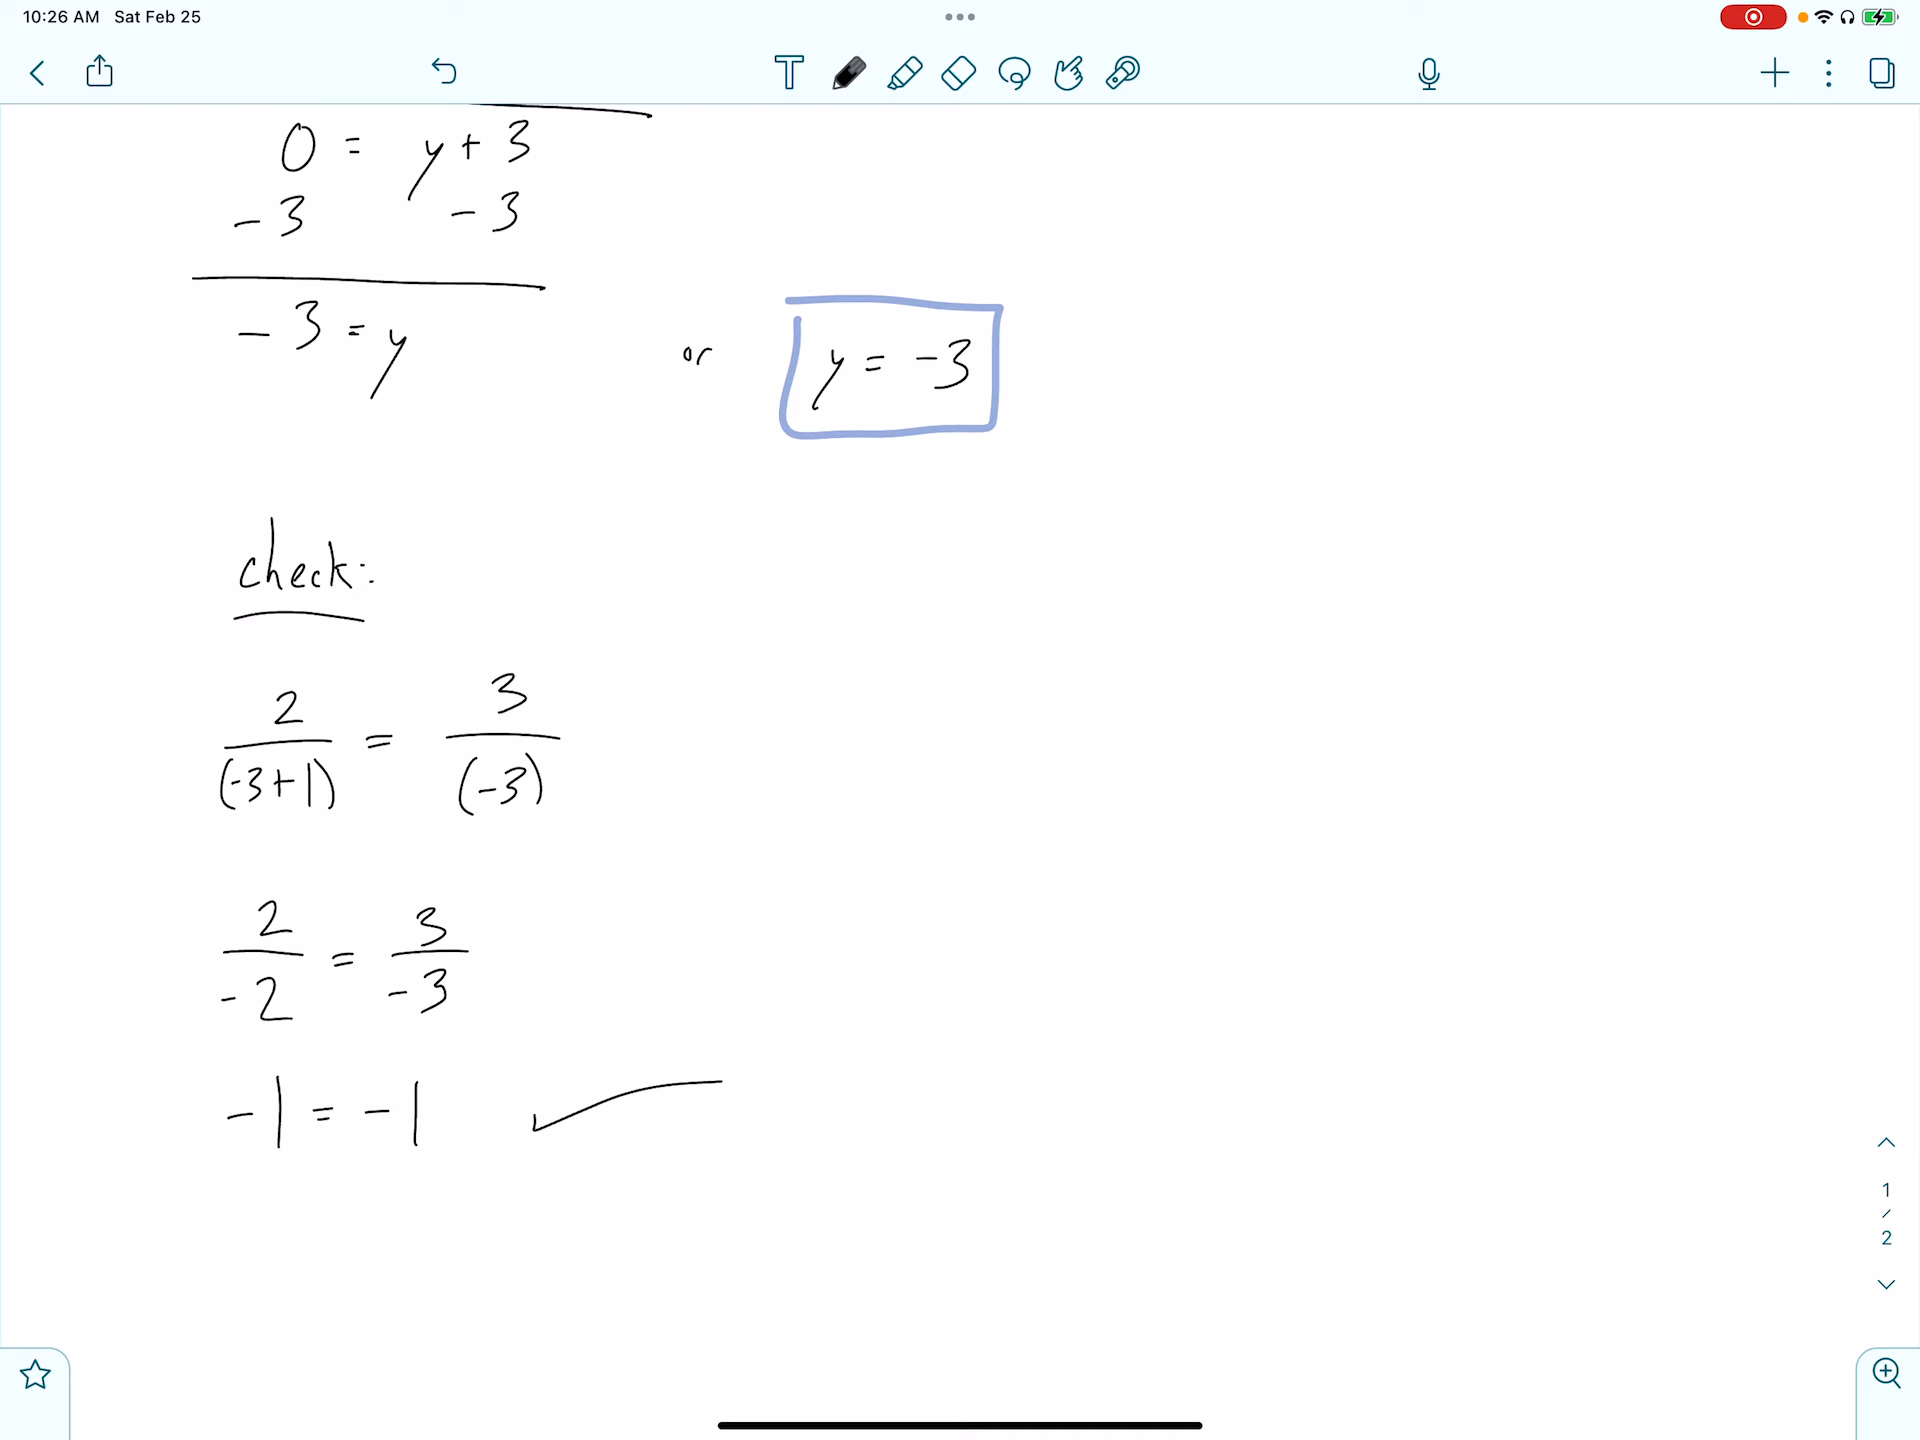 10:26 AM Sat Feb 25
T
0 = y + 3
- 3 - 3
- 3 = y or y = -3
check:
2/(-3+1) = 3/(-3)
2/-2 = 3/-3
-1 = -1 ✓
1
/
2